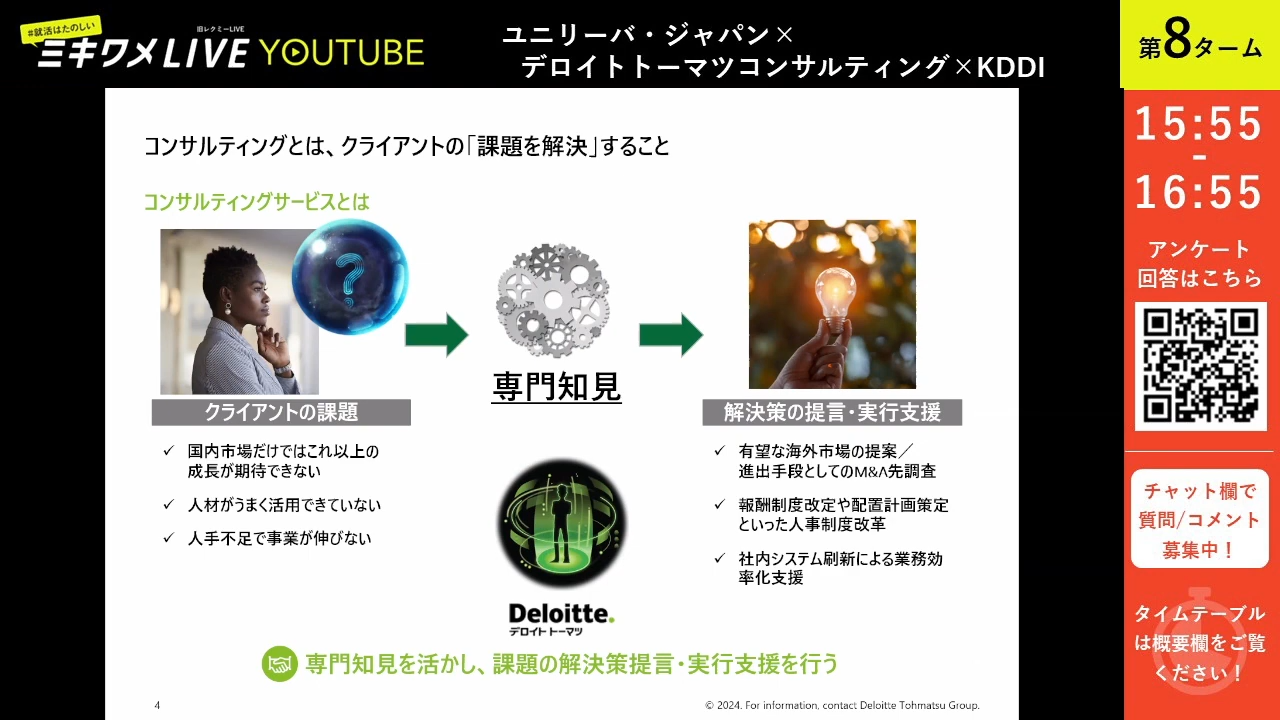 #就活はたのしい
旧レクミーLIVE
ミキワメLIVE YOUTUBE
ユニリーバ・ジャパン×
デロイトトーマツコンサルティング×KDDI
第8ターム
15:55
-
16:55
アンケート
回答はこちら
チャット欄で
質問/コメント
募集中！
タイムテーブル
は概要欄をご覧
ください！
コンサルティングとは、クライアントの「課題を解決」すること
コンサルティングサービスとは
?
専門知見
クライアントの課題
✓ 国内市場だけではこれ以上の
成長が期待できない
✓ 人材がうまく活用できていない
✓ 人手不足で事業が伸びない
Deloitte.
デロイト トーマツ
解決策の提言・実行支援
✓ 有望な海外市場の提案／
進出手段としてのM&A先調査
✓ 報酬制度改定や配置計画策定
といった人事制度改革
✓ 社内システム刷新による業務効
率化支援
専門知見を活かし、課題の解決策提言・実行支援を行う
4
© 2024. For information, contact Deloitte Tohmatsu Group.